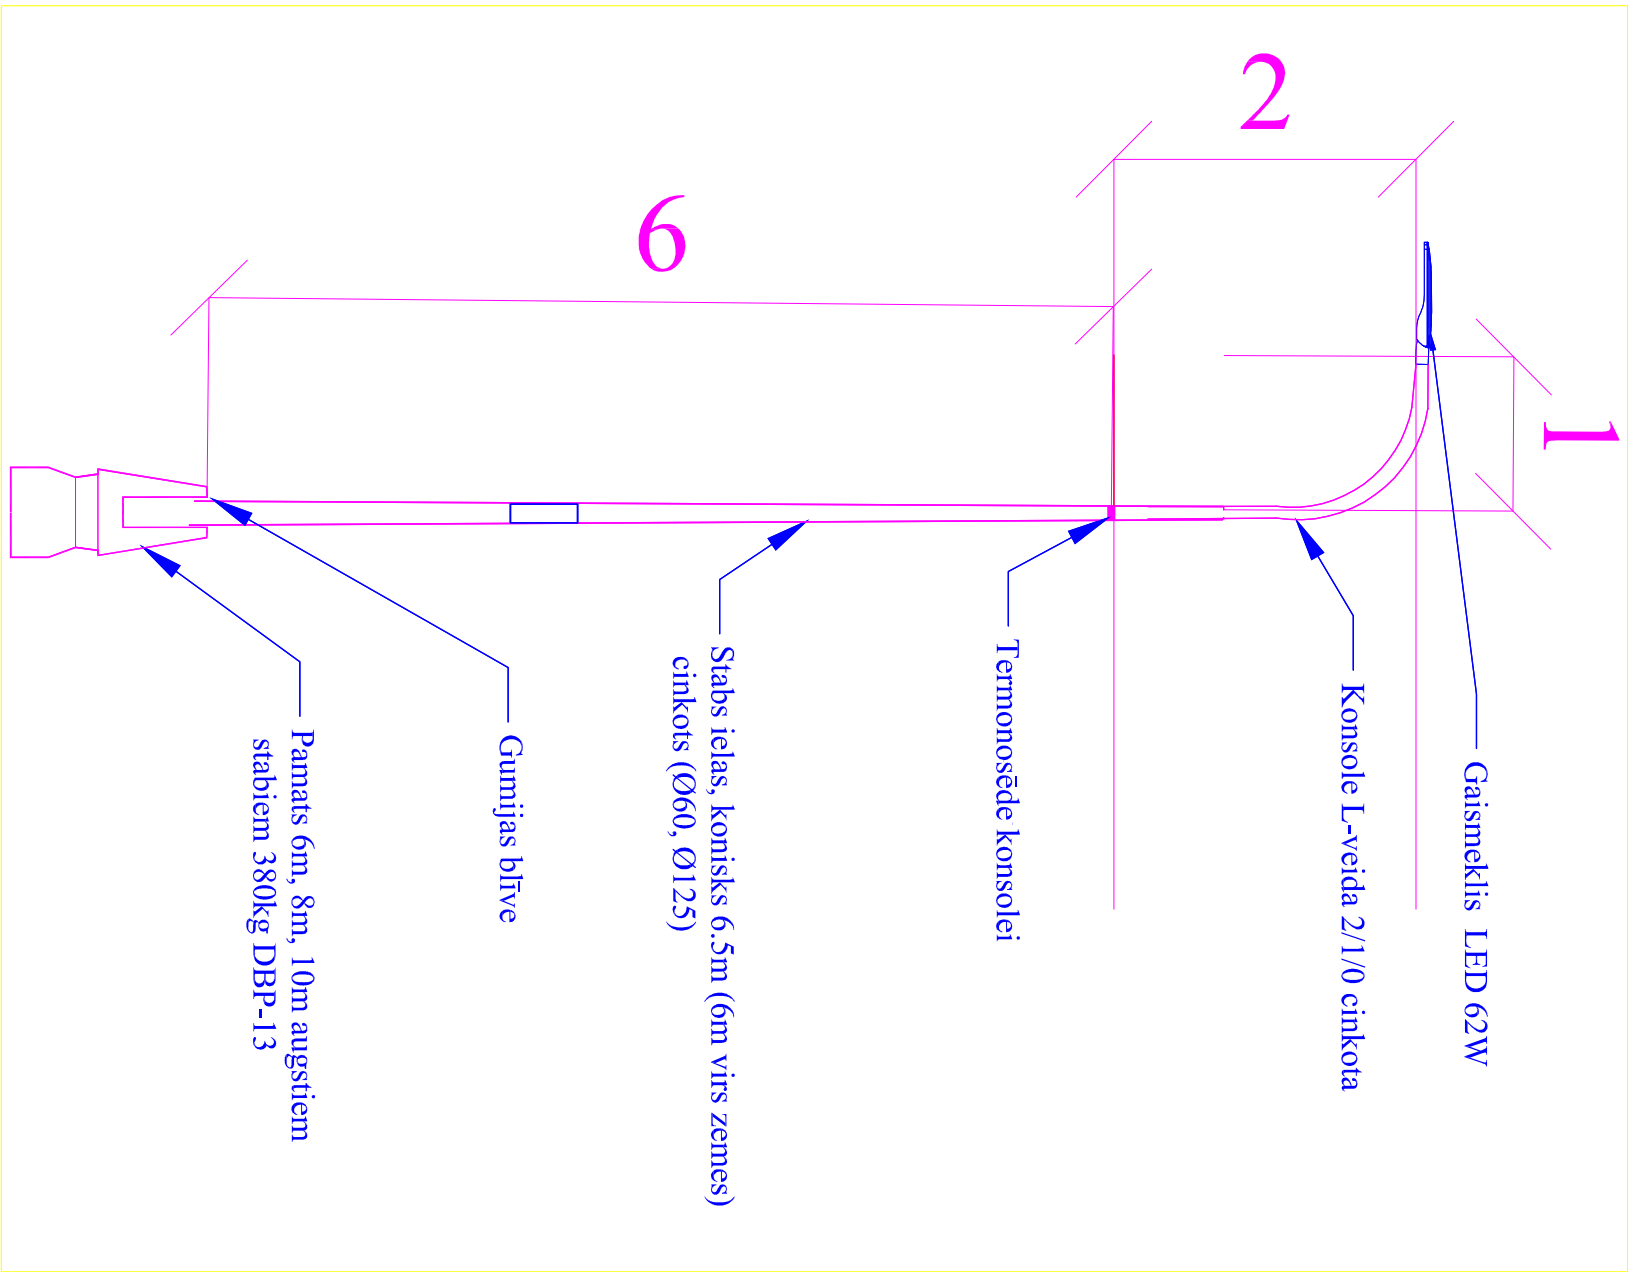 2
6
1
Gaismeklis LED 62W
Konsole L-veida 2/1/0 cinkota
Termonosēde konsolei
Stabs ielas, konisks 6.5m (6m virs zemes)
cinkots (Ø60, Ø125)
Gumijas blīve
Pamats 6m, 8m, 10m augstiem
stabiem 380kg DBP-13